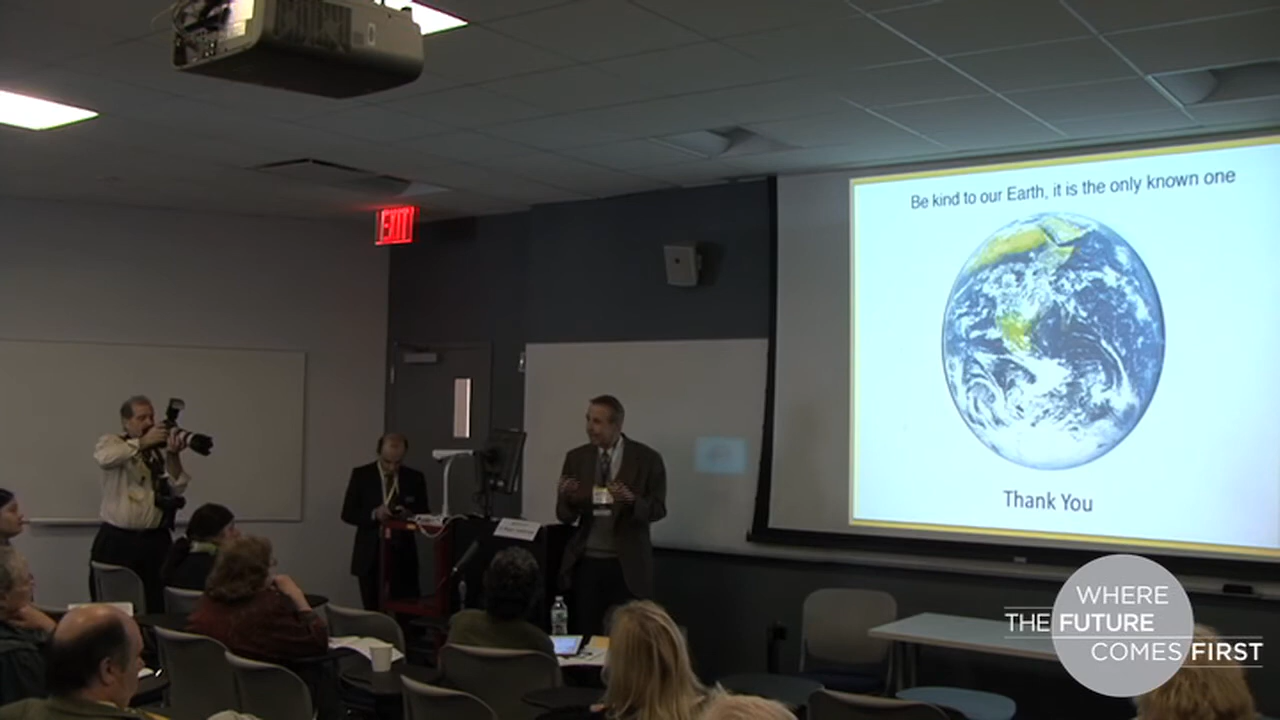 EXIT
Be kind to our Earth, it is the only known one
Thank You
WHERE
THE FUTURE
COMES FIRST